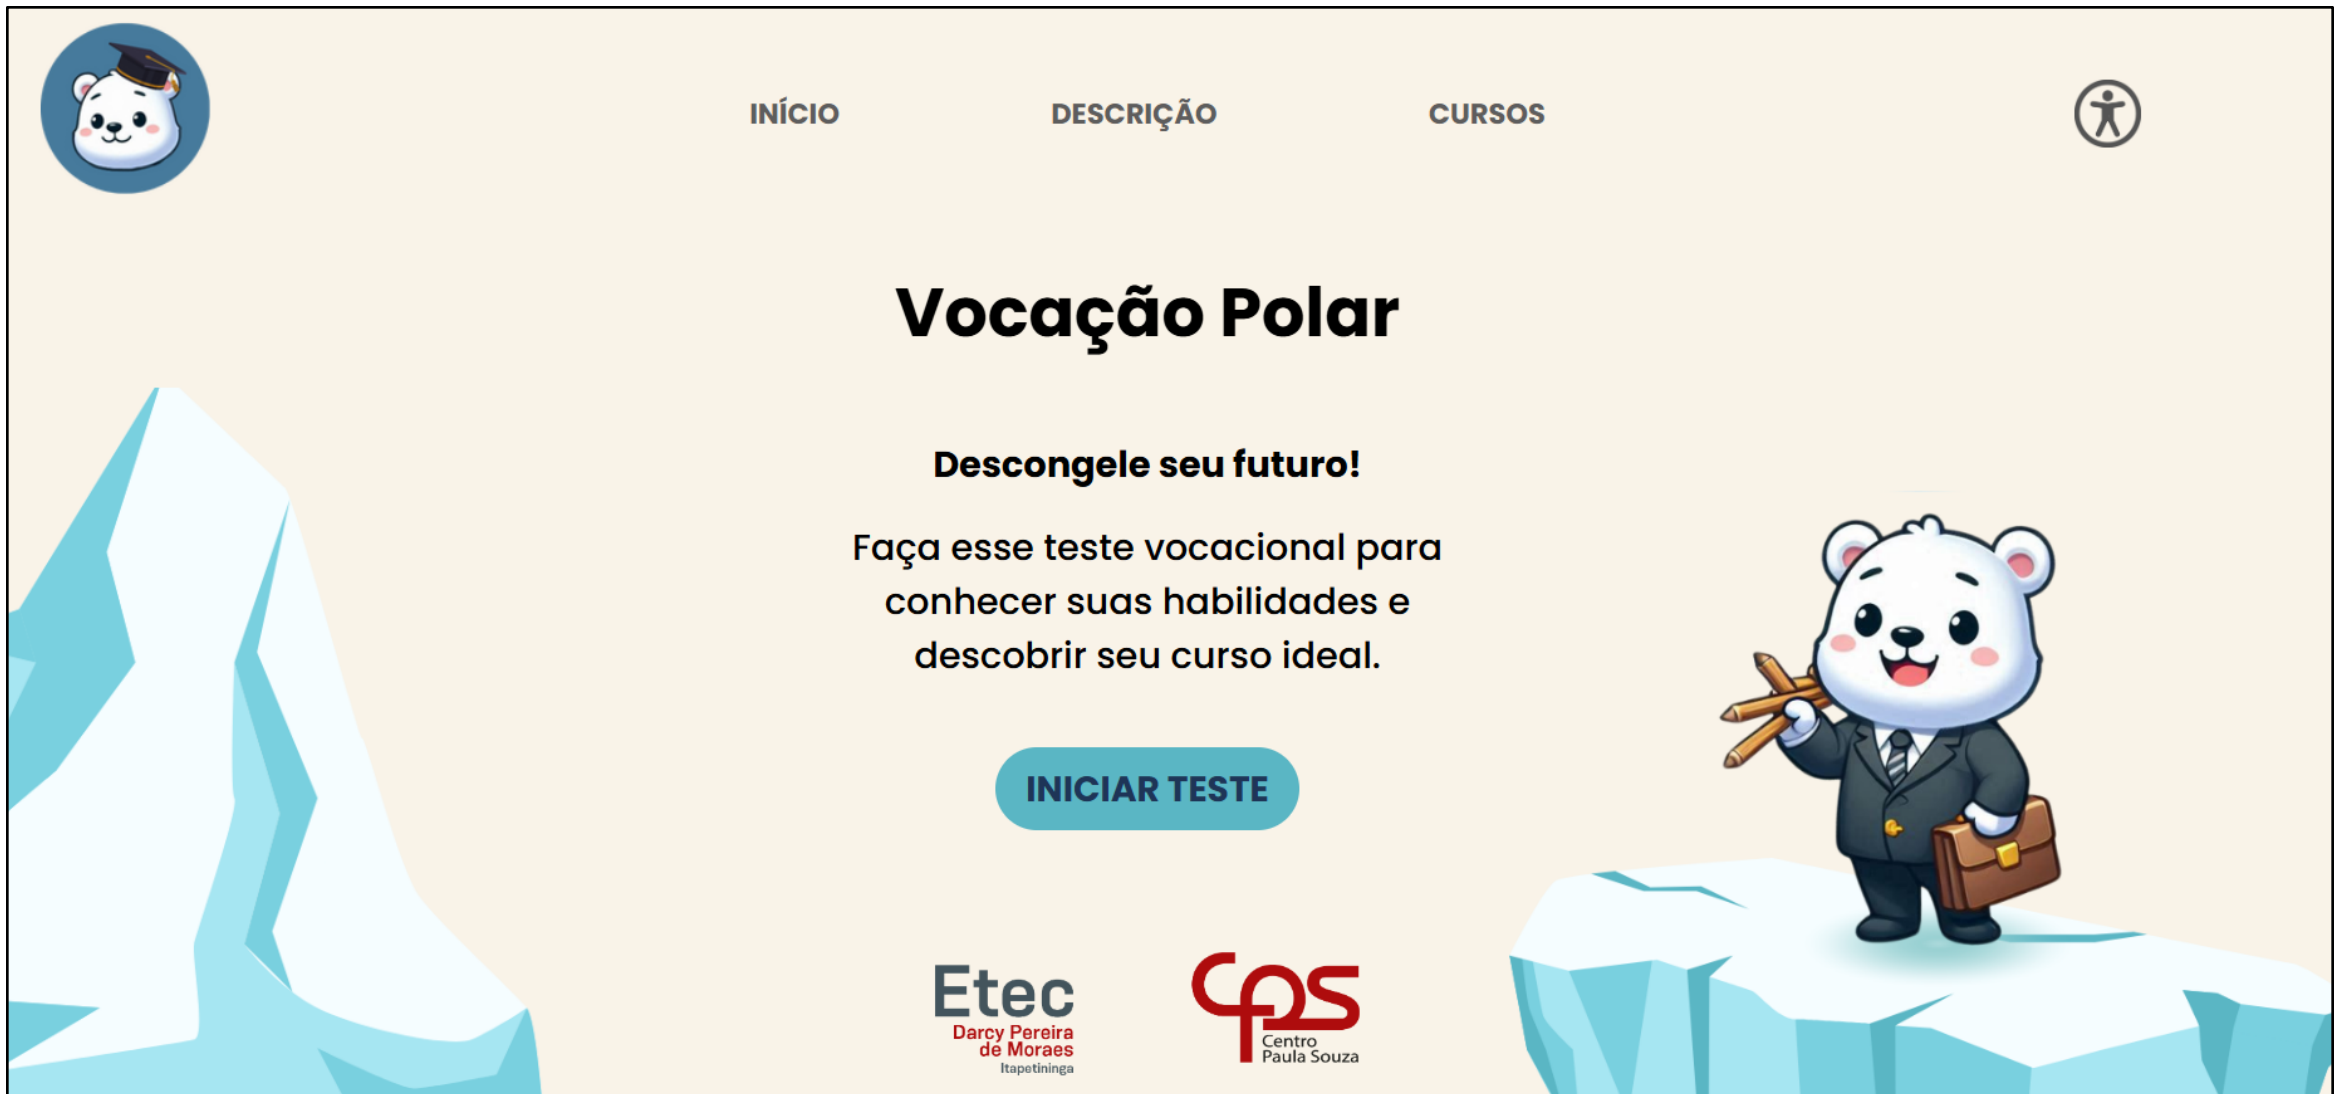 INÍCIO
DESCRIÇÃO
CURSOS
Vocação Polar
Descongele seu futuro!
Faça esse teste vocacional para
conhecer suas habilidades e
descobrir seu curso ideal.
INICIAR TESTE
Etec
Darcy Pereira
de Moraes
Itapetininga
cps
Centro
Paula Souza